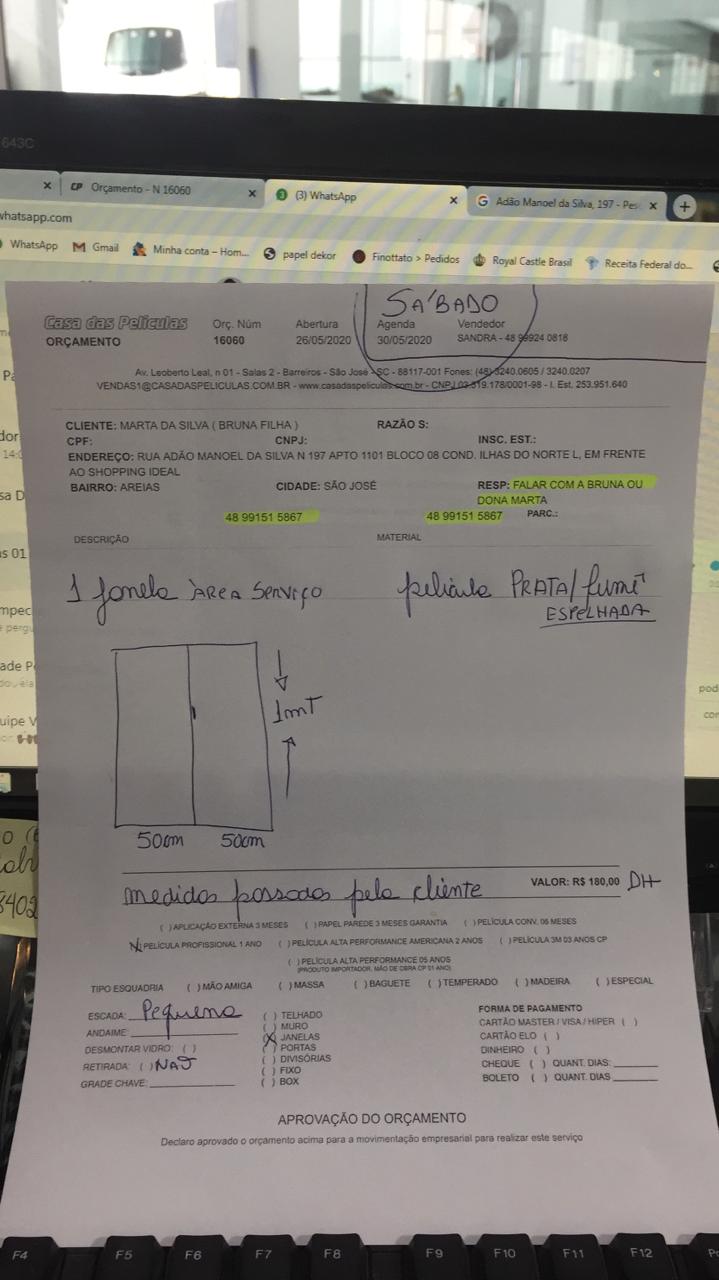 643C
CP Orçamento - N 16060
(3) WhatsApp
Adão Manoel da Silva, 197 - Pes
whatsapp.com
WhatsApp
Gmail
Minha conta – Hom...
papel dekor
Finottato > Pedidos
Royal Castle Brasil
Receita Federal do...
SÁBADO
Casa das Películas
ORÇAMENTO
Orç. Núm
16060
Abertura
26/05/2020
Agenda
30/05/2020
Vendedor
SANDRA - 48 99924 0818
Av. Leoberto Leal, n 01 - Salas 2 - Barreiros - São José - SC - 88117-001 Fones: (48) 3240.0605 / 3240.0207
VENDAS1@CASADASPELICULAS.COM.BR - www.casadaspeliculas.com.br - CNPJ 03.519.178/0001-98 - I. Est. 253.951.640
CLIENTE: MARTA DA SILVA ( BRUNA FILHA )
RAZÃO S:
CPF:
CNPJ:
INSC. EST.:
ENDEREÇO: RUA ADÃO MANOEL DA SILVA N 197 APTO 1101 BLOCO 08 COND. ILHAS DO NORTE L, EM FRENTE
AO SHOPPING IDEAL
BAIRRO: AREIAS
CIDADE: SÃO JOSÉ
RESP: FALAR COM A BRUNA OU
DONA MARTA
48 99151 5867
48 99151 5867
PARC.:
DESCRIÇÃO
MATERIAL
1 Janela ÀREA SERVIÇO
película PRATA/fumê
ESPELHADA
1mT
50cm
50cm
medidas passadas pelo cliente
VALOR: R$ 180,00 DH
( ) APLICAÇÃO EXTERNA 3 MESES ( ) PAPEL PAREDE 3 MESES GARANTIA ( ) PELÍCULA CONV. 06 MESES
(X) PELÍCULA PROFISSIONAL 1 ANO ( ) PELÍCULA ALTA PERFORMANCE AMERICANA 2 ANOS ( ) PELÍCULA 3M 03 ANOS CP
( ) PELÍCULA ALTA PERFORMANCE 05 ANOS
(PRODUTO IMPORTADOR, MÃO DE OBRA CP 01 ANO)
TIPO ESQUADRIA ( ) MÃO AMIGA ( ) MASSA ( ) BAGUETE ( ) TEMPERADO ( ) MADEIRA ( ) ESPECIAL
ESCADA: Pequena
ANDAIME:
DESMONTAR VIDRO: ( )
RETIRADA: ( ) NAO
GRADE CHAVE:
( ) TELHADO
( ) MURO
(X) JANELAS
( ) PORTAS
( ) DIVISÓRIAS
( ) FIXO
( ) BOX
FORMA DE PAGAMENTO
CARTÃO MASTER / VISA / HIPER ( )
CARTÃO ELO ( )
DINHEIRO ( )
CHEQUE ( ) QUANT. DIAS:
BOLETO ( ) QUANT. DIAS
APROVAÇÃO DO ORÇAMENTO
Declaro aprovado o orçamento acima para a movimentação empresarial para realizar este serviço
F4 F5 F6 F7 F8 F9 F10 F11 F12